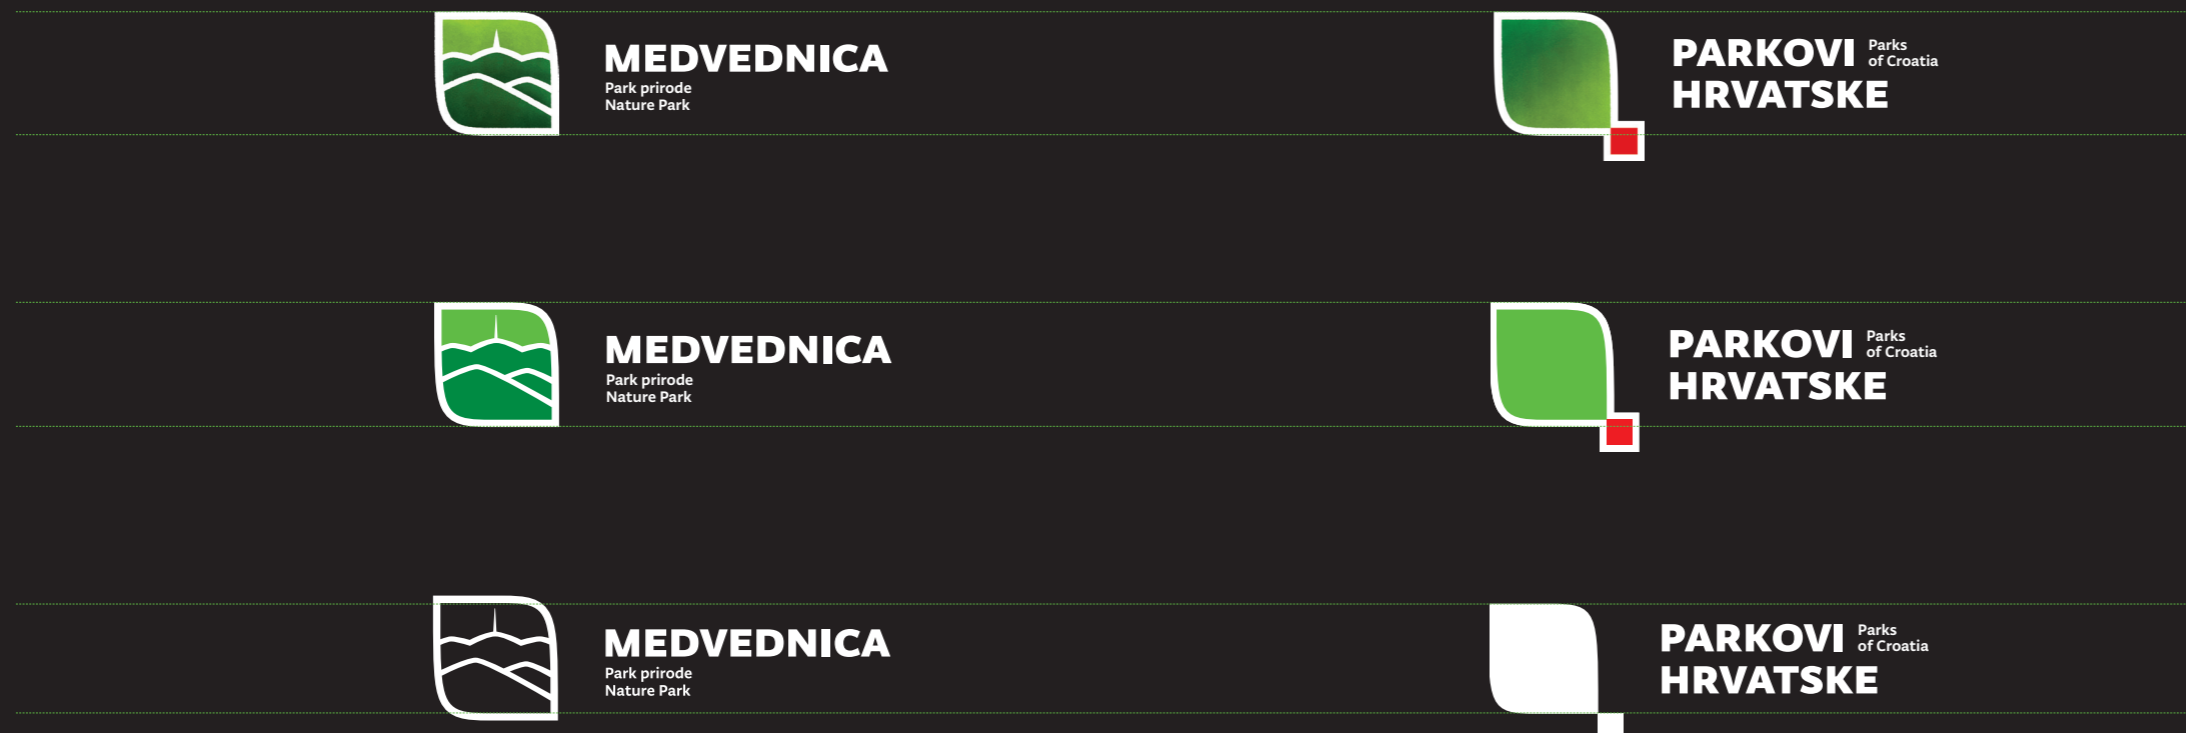 MEDVEDNICA
Park prirode
Nature Park
PARKOVI
HRVATSKE
Parks
of Croatia
MEDVEDNICA
Park prirode
Nature Park
PARKOVI
HRVATSKE
Parks
of Croatia
MEDVEDNICA
Park prirode
Nature Park
PARKOVI
HRVATSKE
Parks
of Croatia